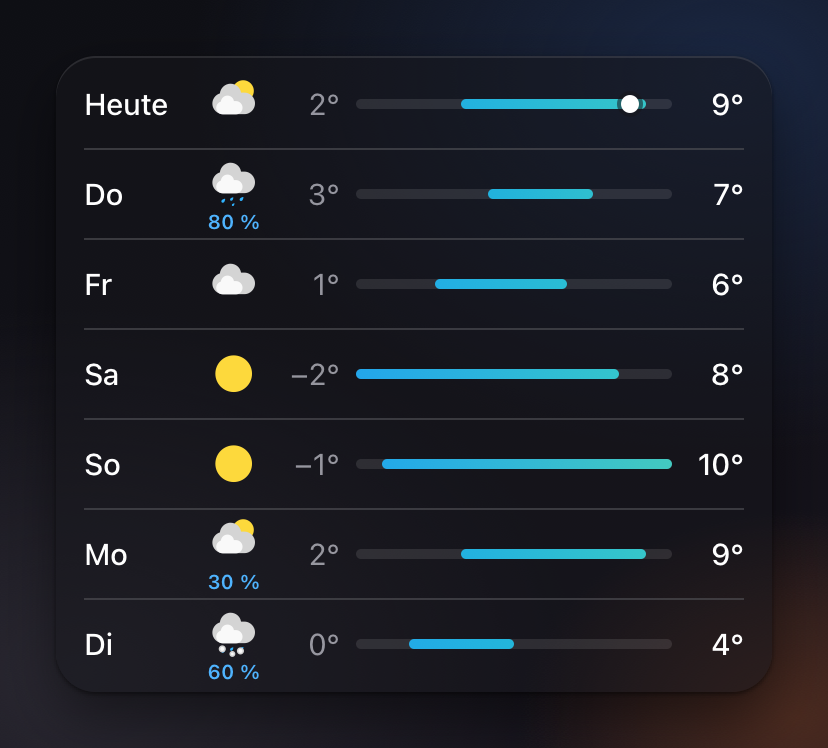 Heute 2° 9°
Do 3° 7°
80 %
Fr 1° 6°
Sa –2° 8°
So –1° 10°
Mo 2° 9°
30 %
Di 0° 4°
60 %